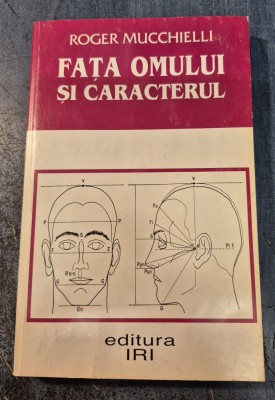 ROGER MUCCHIELLI
FAȚA OMULUI
ȘI CARACTERUL
editura
IRI